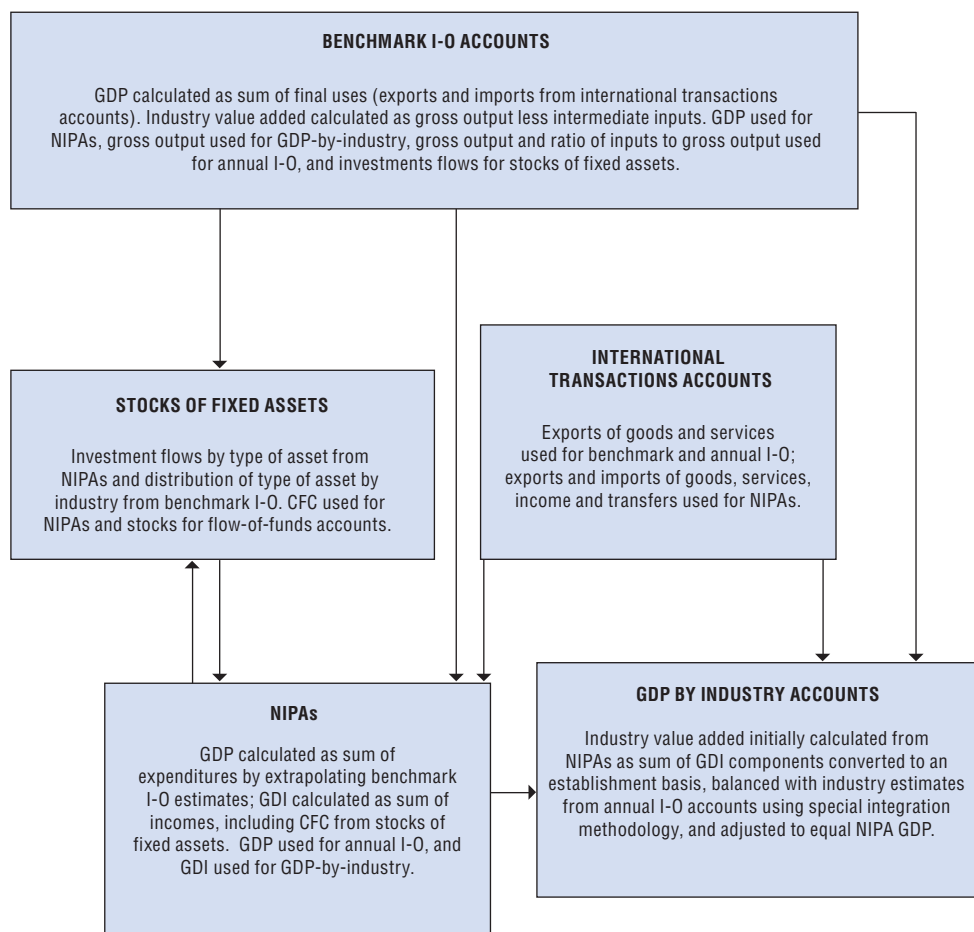 BENCHMARK I-O ACCOUNTS
GDP calculated as sum of final uses (exports and imports from international transactions
accounts). Industry value added calculated as gross output less intermediate inputs. GDP used for
NIPAs, gross output used for GDP-by-industry, gross output and ratio of inputs to gross output used
for annual I-O, and investments flows for stocks of fixed assets.
INTERNATIONAL
TRANSACTIONS ACCOUNTS
Exports of goods and services
used for benchmark and annual I-O;
exports and imports of goods, services,
income and transfers used for NIPAs.
STOCKS OF FIXED ASSETS
Investment flows by type of asset from
NIPAs and distribution of type of asset by
industry from benchmark I-O. CFC used for
NIPAs and stocks for flow-of-funds accounts.
NIPAs
GDP calculated as sum of
expenditures by extrapolating benchmark
I-O estimates; GDI calculated as sum of
incomes, including CFC from stocks of
fixed assets. GDP used for annual I-O, and
GDI used for GDP-by-industry.
GDP BY INDUSTRY ACCOUNTS
Industry value added initially calculated from
NIPAs as sum of GDI components converted to an
establishment basis, balanced with industry estimates
from annual I-O accounts using special integration
methodology, and adjusted to equal NIPA GDP.